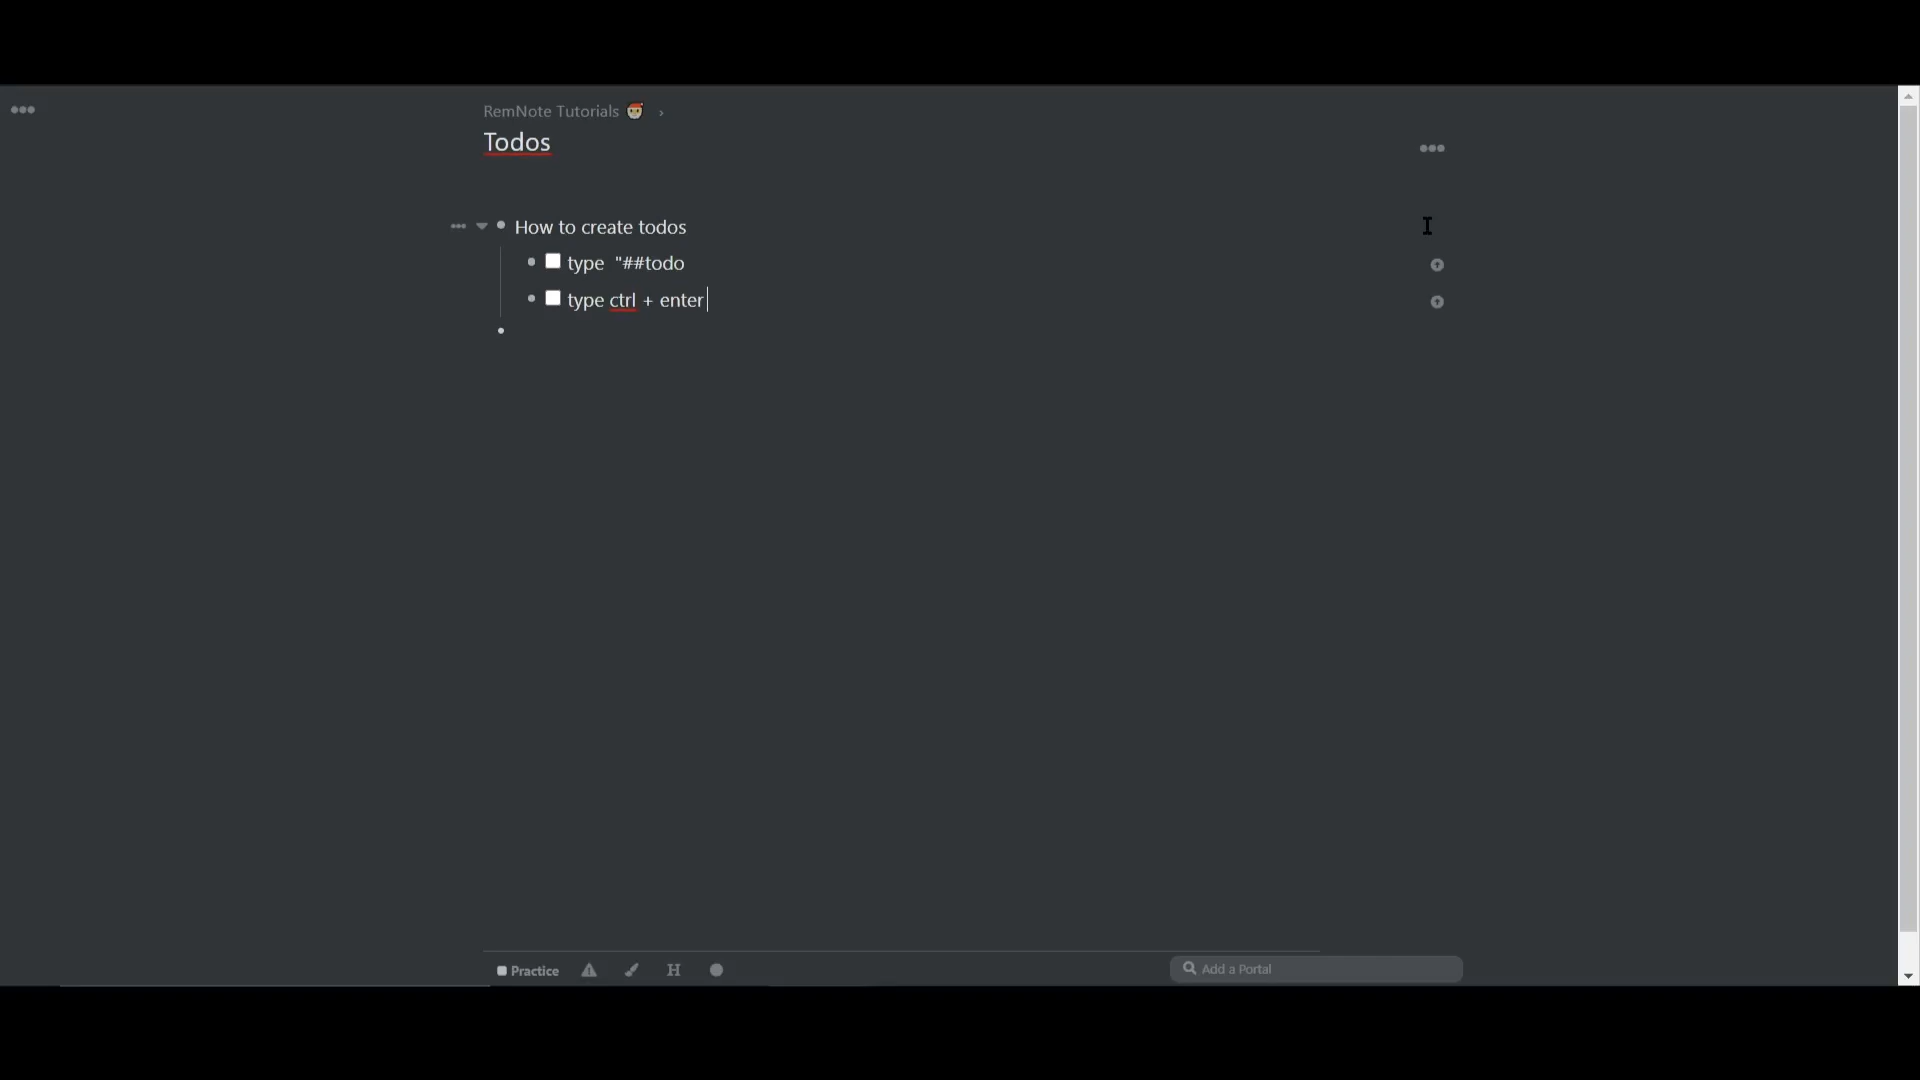 RemNote Tutorials
Todos
How to create todos
type "##todo
type ctrl + enter
Practice
H
Add a Portal